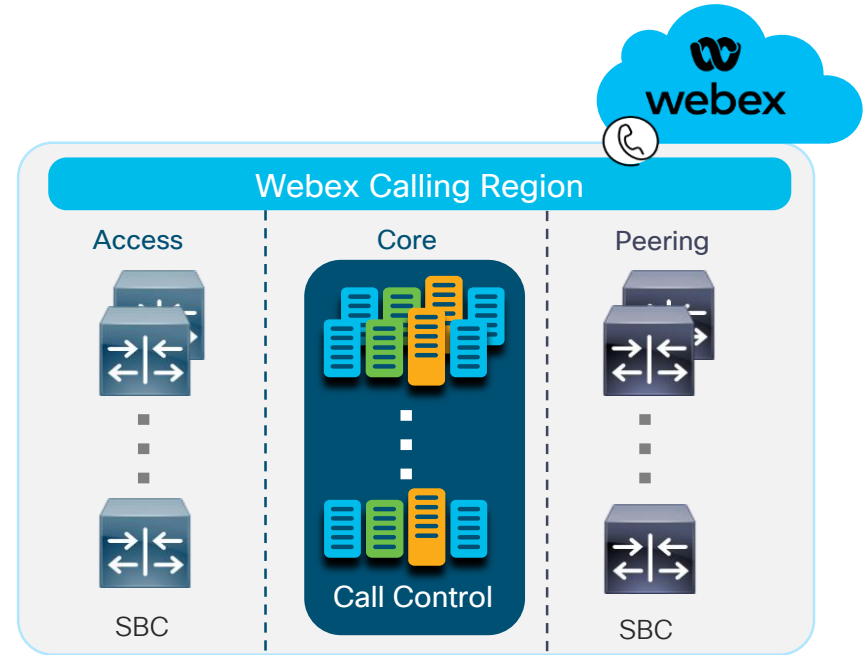 webex
Webex Calling Region
Access
Core
Peering
Call Control
SBC
SBC